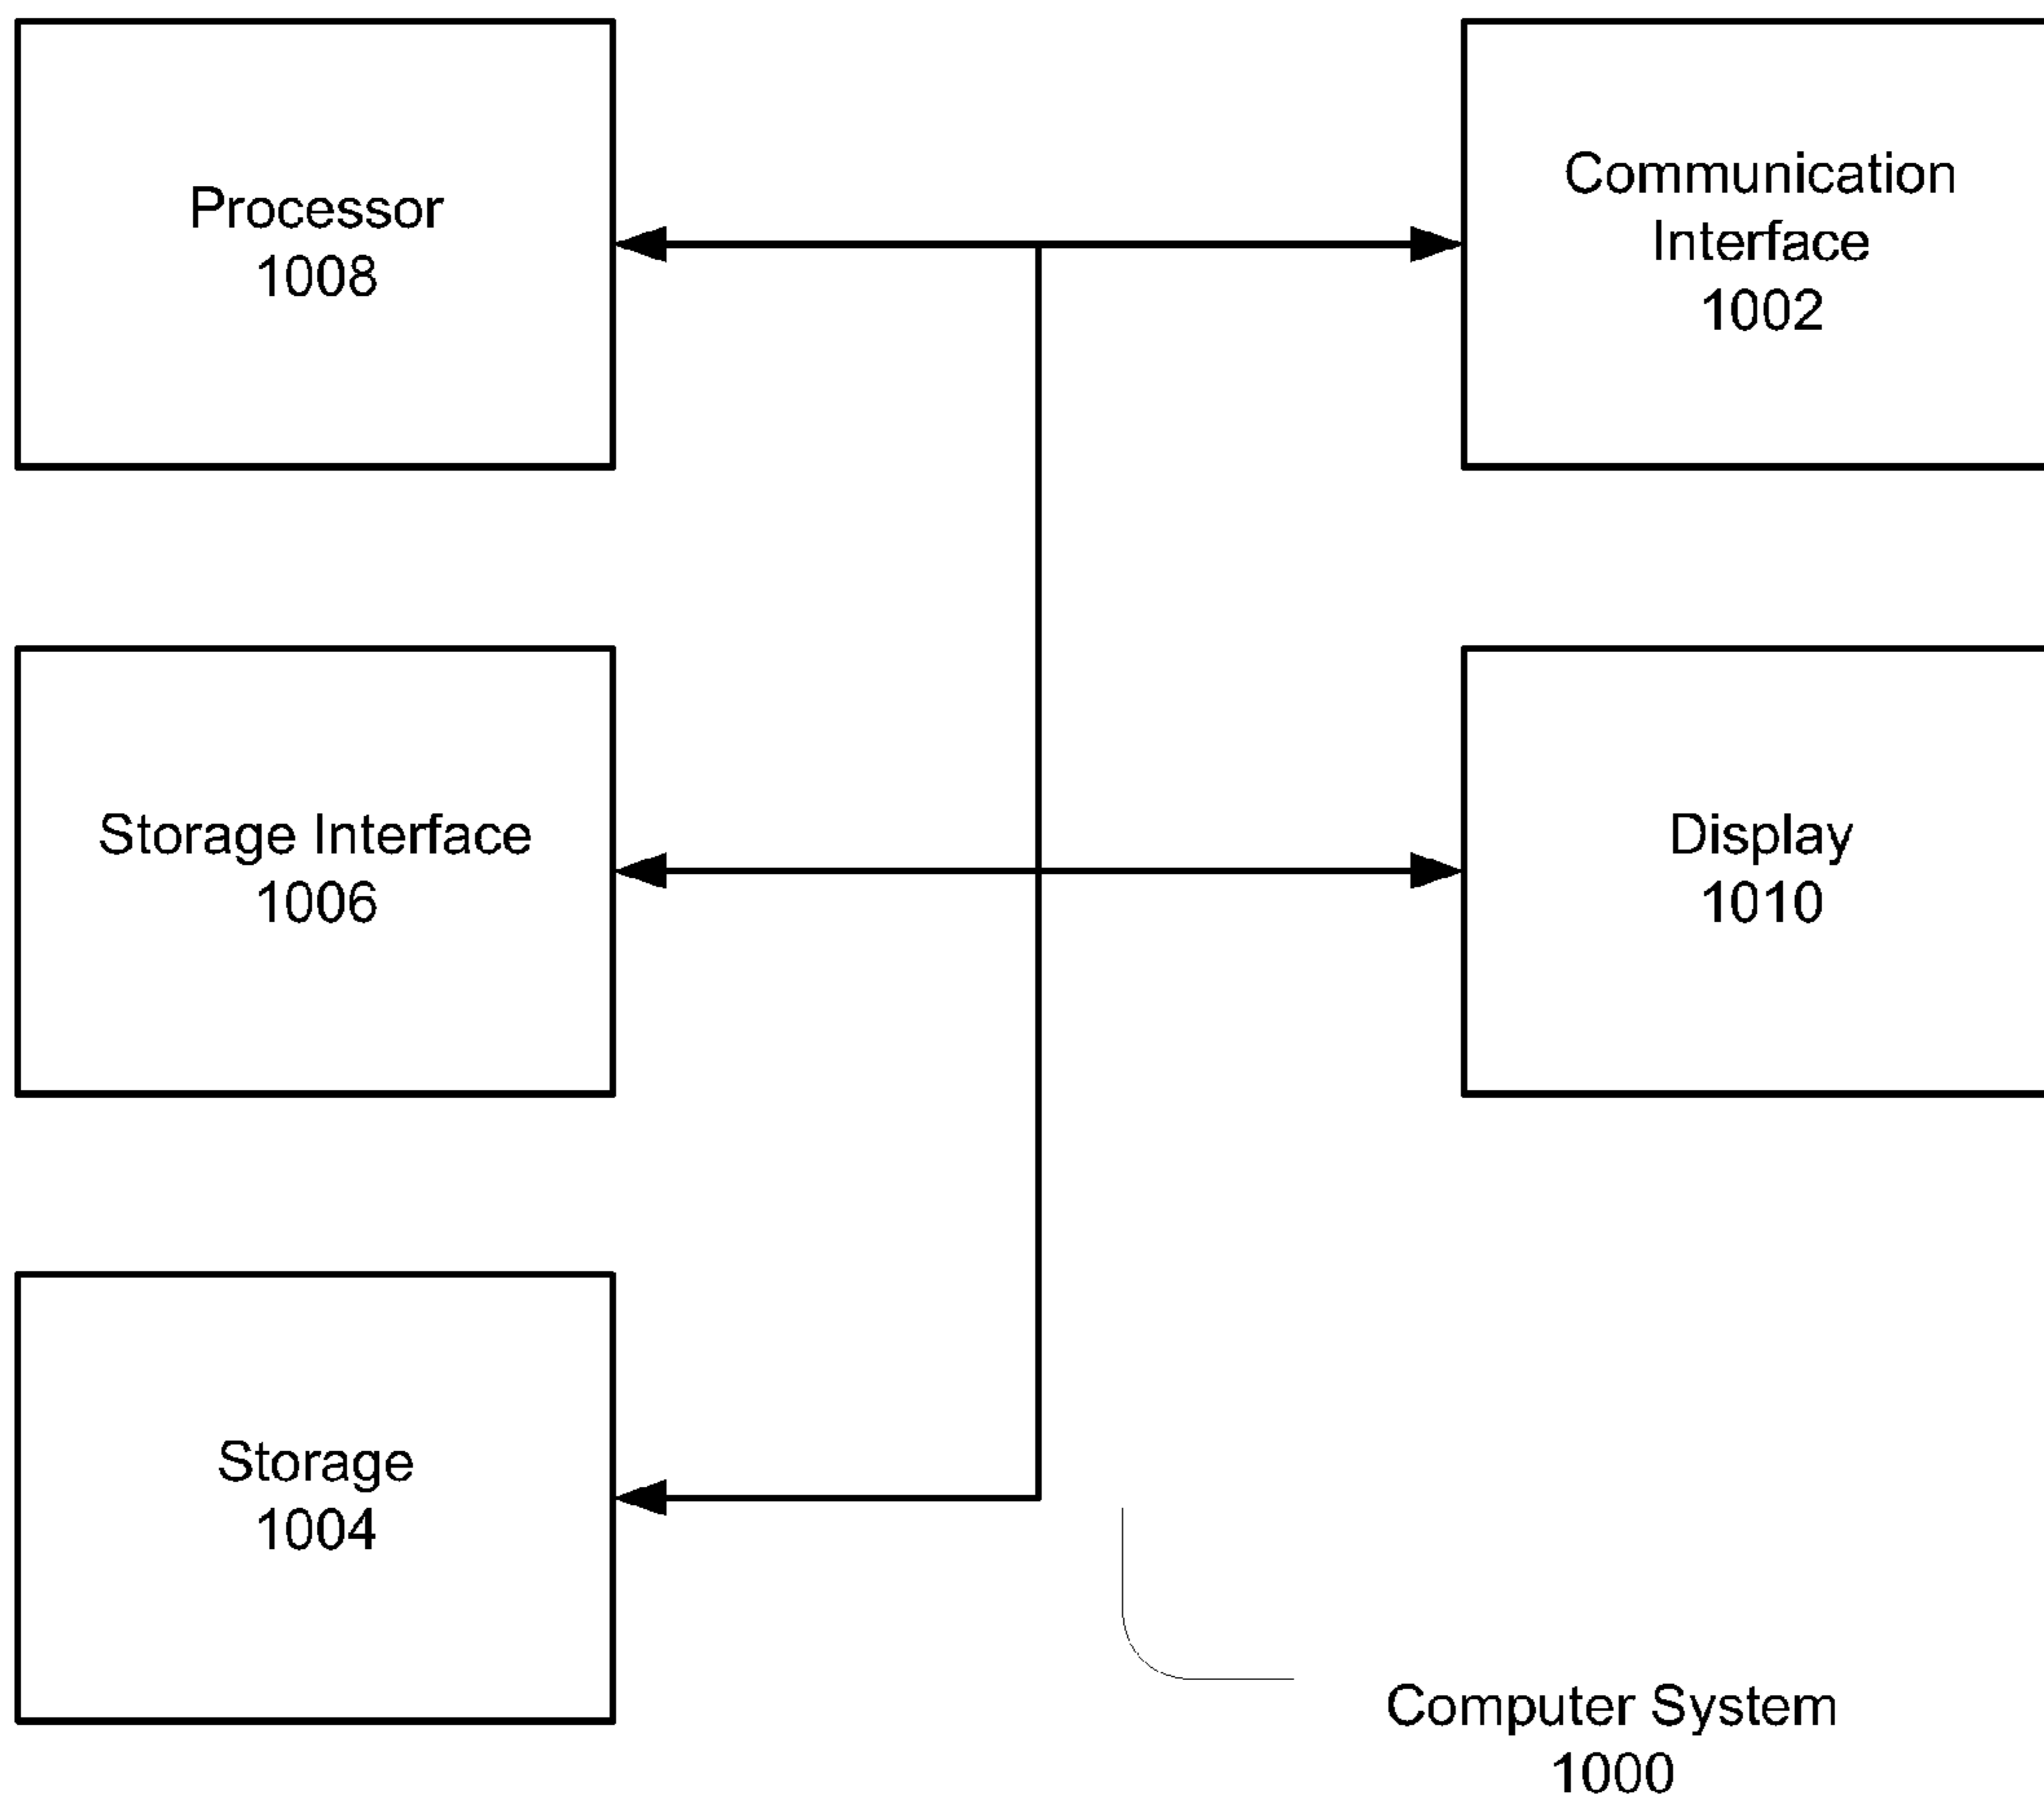 Processor
1008
Communication
Interface
1002
Storage Interface
1006
Display
1010
Storage
1004
Computer System
1000